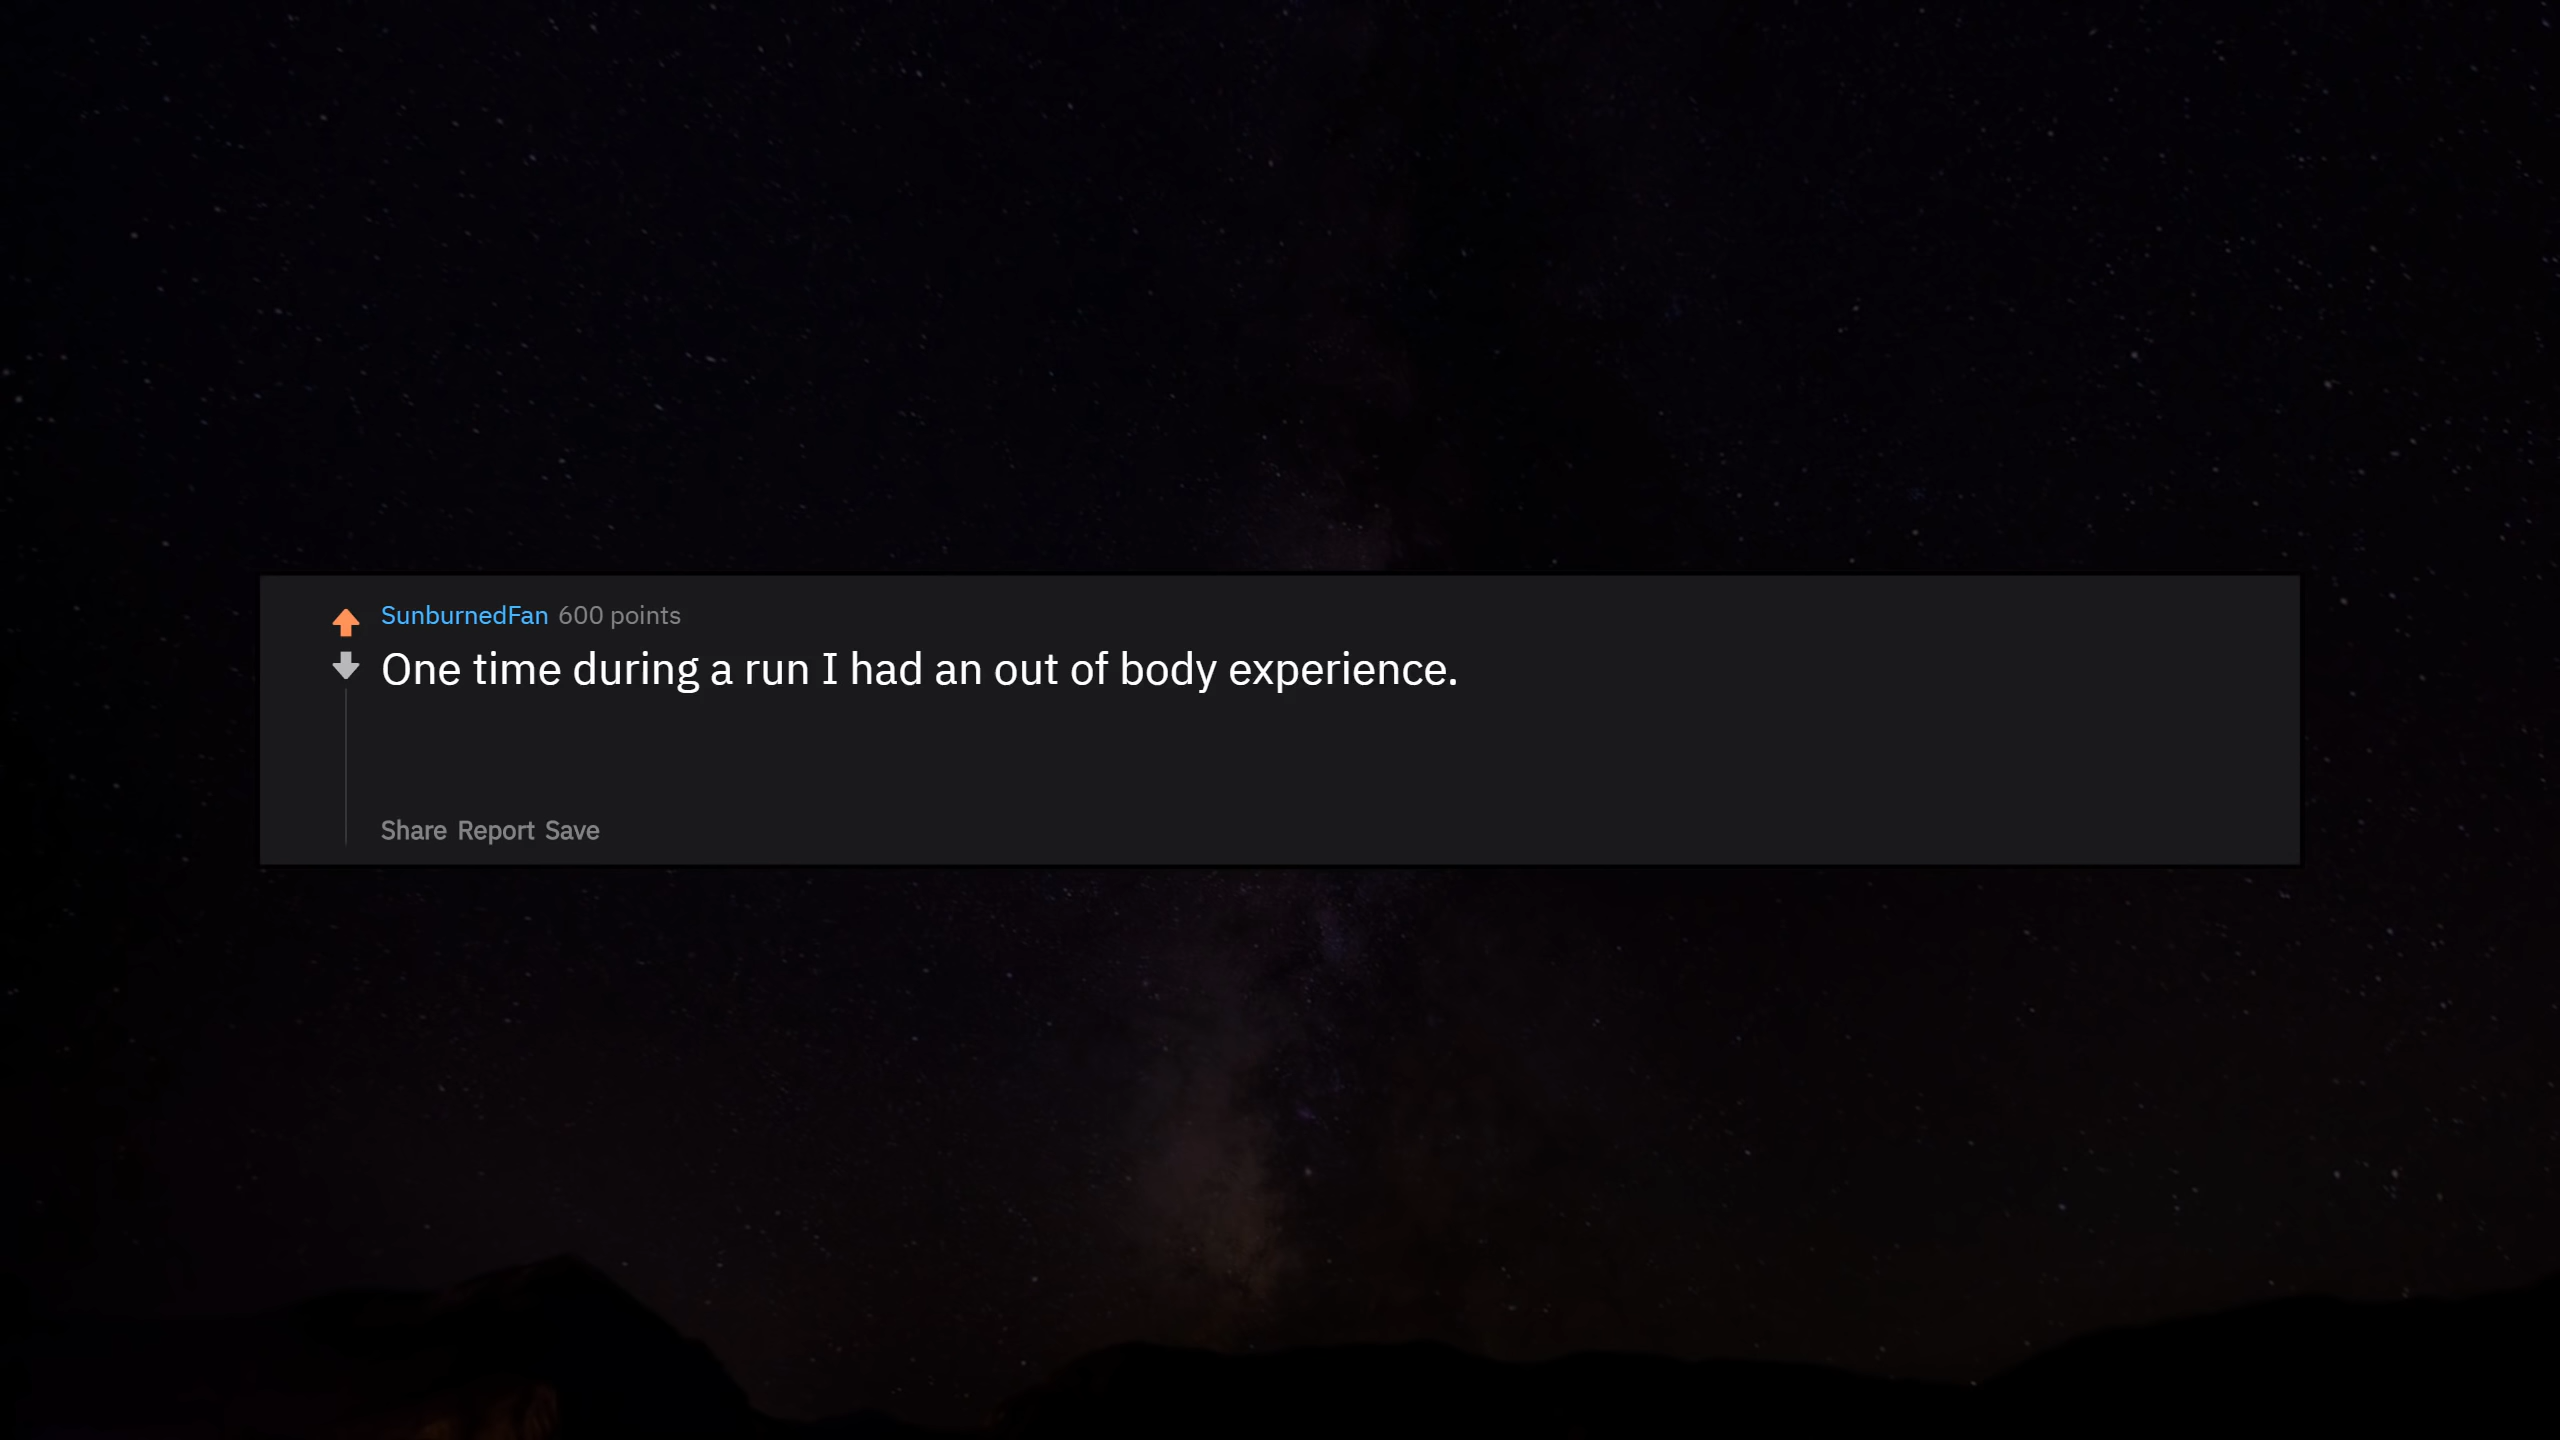 SunburnedFan 600 points
One time during a run I had an out of body experience.
Share Report Save